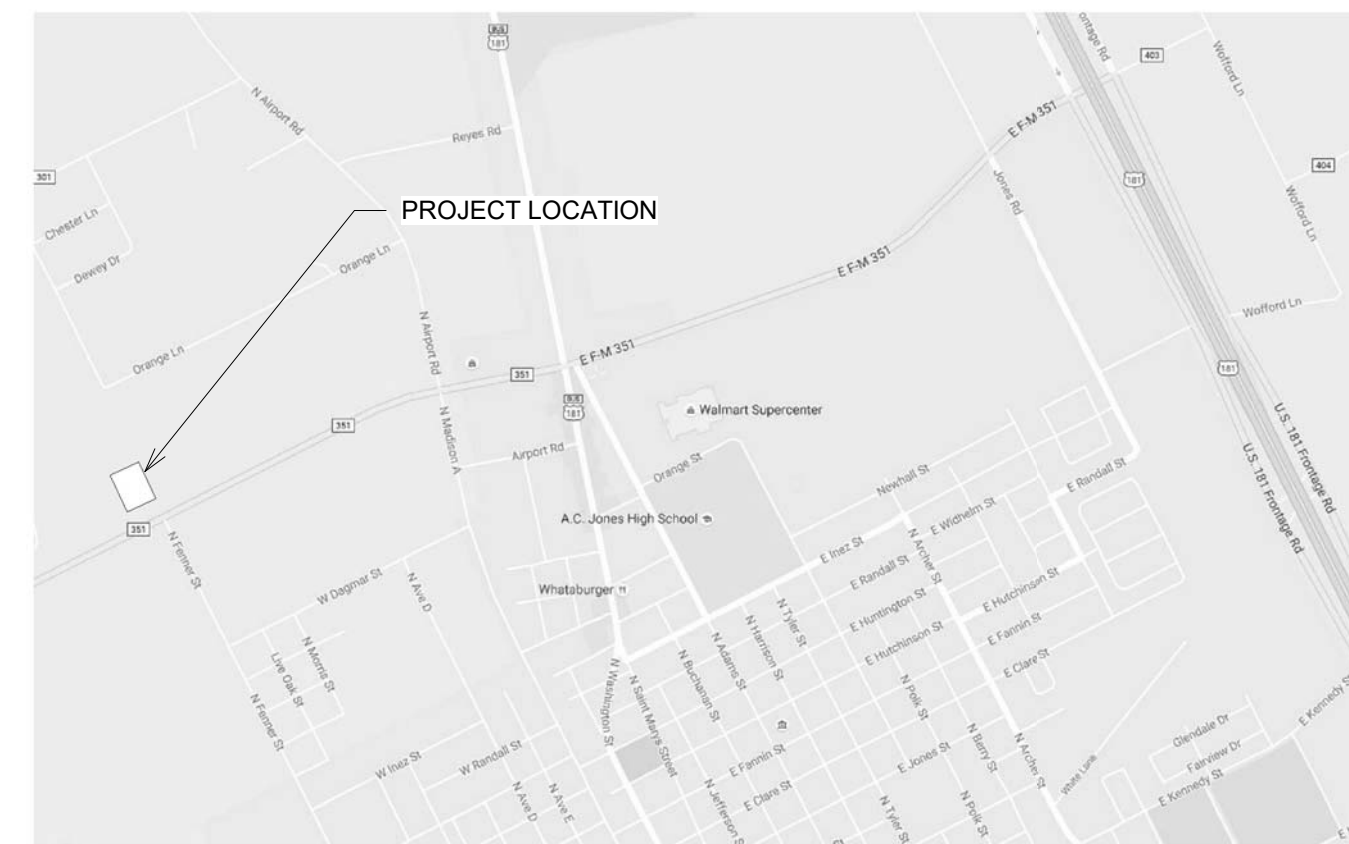 BUS
181
ontage Rd
403
Wofford Ln
N Airport Rd
E F-M 351
Reyes Rd
404
301
181
Jones Rd
PROJECT LOCATION
Wofford Ln
Chester Ln
Orange Ln
Dewey Dr
E F-M 351
Wofford Ln
N Airport Rd
Orange Ln
E F-M 351
351
181
BUS
181
Walmart Supercenter
351
N Madison A
U.S. 181 Frontage Rd
U.S. 181 Frontage Rd
Airport Rd
Orange St
Newhall St
E Randall St
A.C. Jones High School
351
E Widhelm St
N Fenner St
E Inez St
N Archer St
W Dagmar St
N Ave D
E Randall St
Whataburger
E Huntington St
E Hutchinson St
E Hutchinson St
E Fannin St
N Tyler St
N Harrison St
N Adams St
N Buchanan St
E Clare St
Live Oak St
N Morris St
N Washington St
N Saint Marys Street
N Polk St
N Fenner St
E Kennedy S
Glendale Dr
N Berry St
N Archer St
W Inez St
W Randall St
E Fannin St
E Jones St
Fairview Dr
White Lane
E Kennedy St
N Ave D
N Ave E
N Jefferson S
E Clare St
N Tyler St
N Polk St